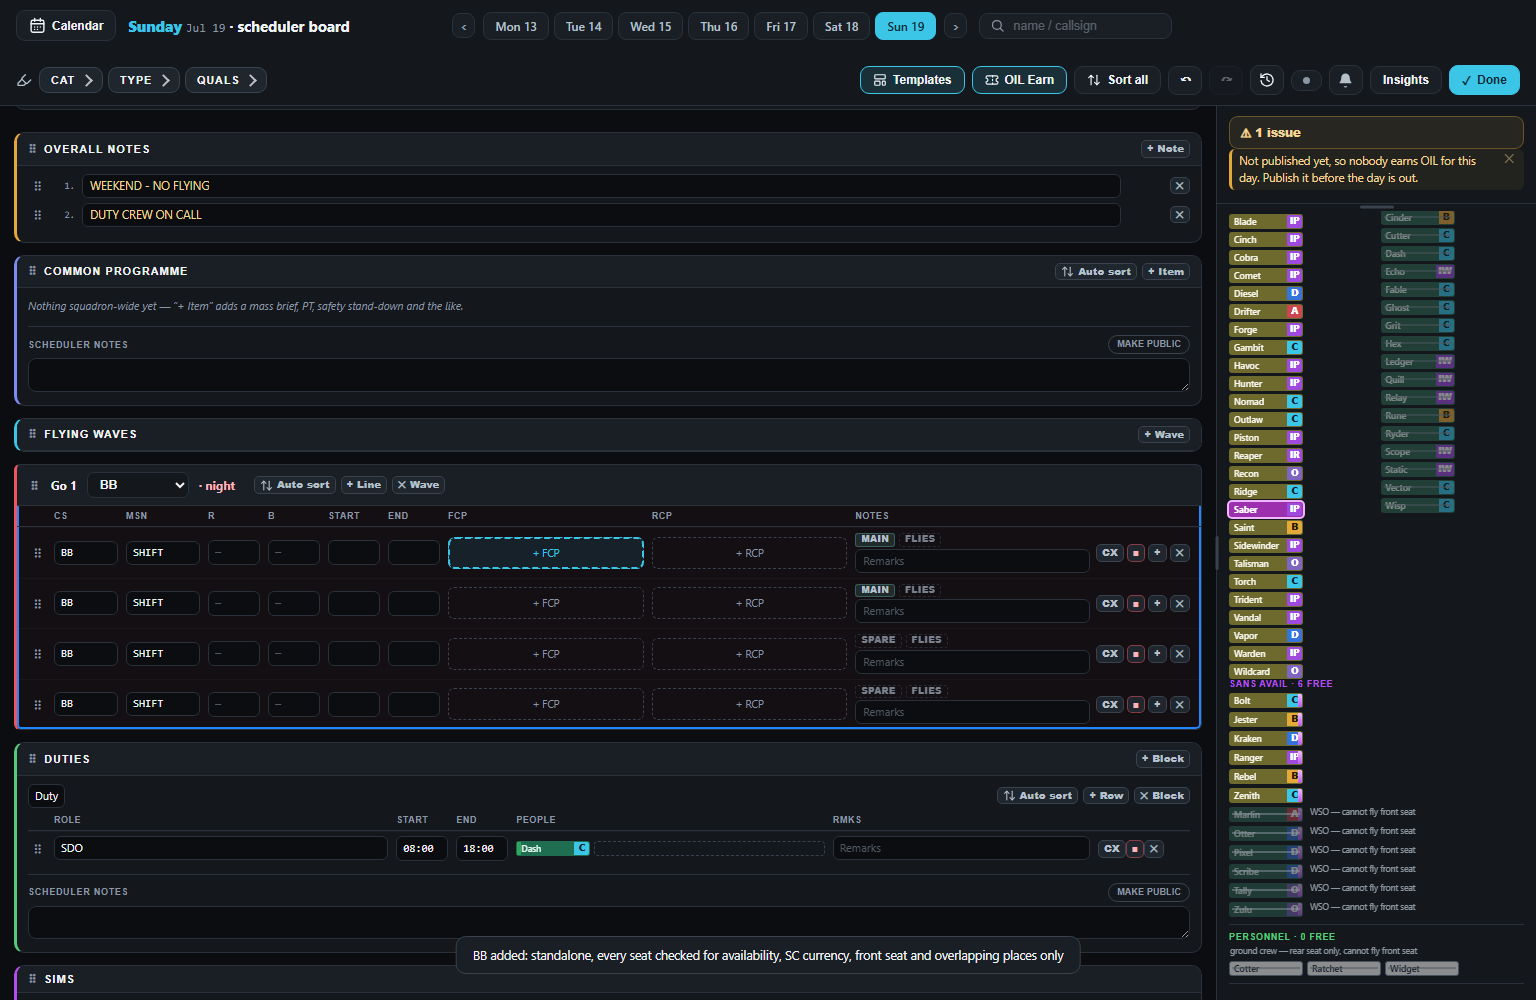 Calendar
Sunday Jul 19 · scheduler board
‹
Mon 13
Tue 14
Wed 15
Thu 16
Fri 17
Sat 18
Sun 19
›
name / callsign
CAT
TYPE
QUALS
Templates
OIL Earn
Sort all
Insights
✓ Done
OVERALL NOTES
+ Note
1. WEEKEND - NO FLYING
2. DUTY CREW ON CALL
COMMON PROGRAMME
Auto sort
+ Item
Nothing squadron-wide yet — "+ Item" adds a mass brief, PT, safety stand-down and the like.
SCHEDULER NOTES
MAKE PUBLIC
FLYING WAVES
+ Wave
Go 1
BB
· night
Auto sort
+ Line
✕ Wave
CS MSN R B START END FCP RCP NOTES
BB SHIFT – – + FCP + RCP MAIN FLIES Remarks CX + ✕
BB SHIFT – – + FCP + RCP MAIN FLIES Remarks CX + ✕
BB SHIFT – – + FCP + RCP SPARE FLIES Remarks CX + ✕
BB SHIFT – – + FCP + RCP SPARE FLIES Remarks CX + ✕
DUTIES
+ Block
Duty
Auto sort
+ Row
✕ Block
ROLE START END PEOPLE RMKS
SDO 08:00 18:00 Dash C Remarks CX ✕
SCHEDULER NOTES
MAKE PUBLIC
BB added: standalone, every seat checked for availability, SC currency, front seat and overlapping places only
SIMS
⚠ 1 issue
Not published yet, so nobody earns OIL for this
day. Publish it before the day is out.
Blade IP
Cinch IP
Cobra IP
Comet IP
Diesel D
Drifter A
Forge IP
Gambit C
Havoc IP
Hunter IP
Nomad C
Outlaw C
Piston IP
Reaper IR
Recon O
Ridge C
Saber IP
Saint B
Sidewinder IP
Talisman O
Torch C
Trident IP
Vandal IP
Vapor D
Warden IP
Wildcard O
Cinder B
Cutter C
Dash C
Echo
Fable C
Ghost C
Grit C
Hex C
Ledger
Quill
Relay
Rune B
Ryder C
Scope
Static
Vector C
Wisp C
SANS AVAIL · 6 FREE
Bolt C
Jester B
Kraken D
Ranger IP
Rebel B
Zenith C
Marlin A WSO — cannot fly front seat
Otter D WSO — cannot fly front seat
Pixel D WSO — cannot fly front seat
Scribe D WSO — cannot fly front seat
Tally O WSO — cannot fly front seat
Zulu O WSO — cannot fly front seat
PERSONNEL · 0 FREE
ground crew — rear seat only, cannot fly front seat
Cotter
Ratchet
Widget